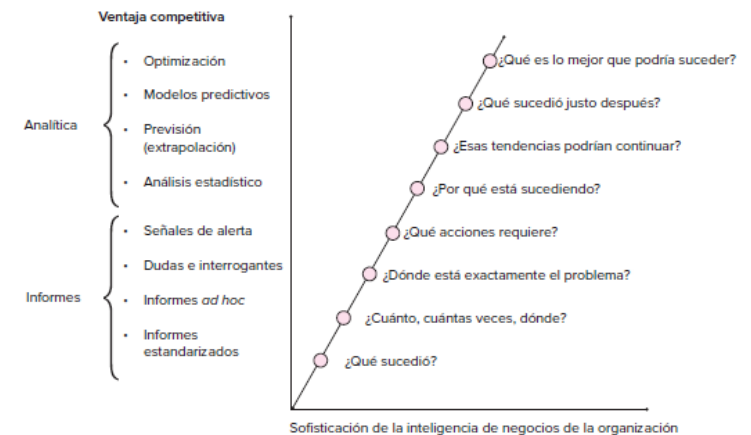 Ventaja competitiva
Analítica
• Optimización
• Modelos predictivos
• Previsión
(extrapolación)
• Análisis estadístico
Informes
• Señales de alerta
• Dudas e interrogantes
• Informes ad hoc
• Informes
estandarizados
¿Qué es lo mejor que podría suceder?
¿Qué sucedió justo después?
¿Esas tendencias podrían continuar?
¿Por qué está sucediendo?
¿Qué acciones requiere?
¿Dónde está exactamente el problema?
¿Cuánto, cuántas veces, dónde?
¿Qué sucedió?
Sofisticación de la inteligencia de negocios de la organización